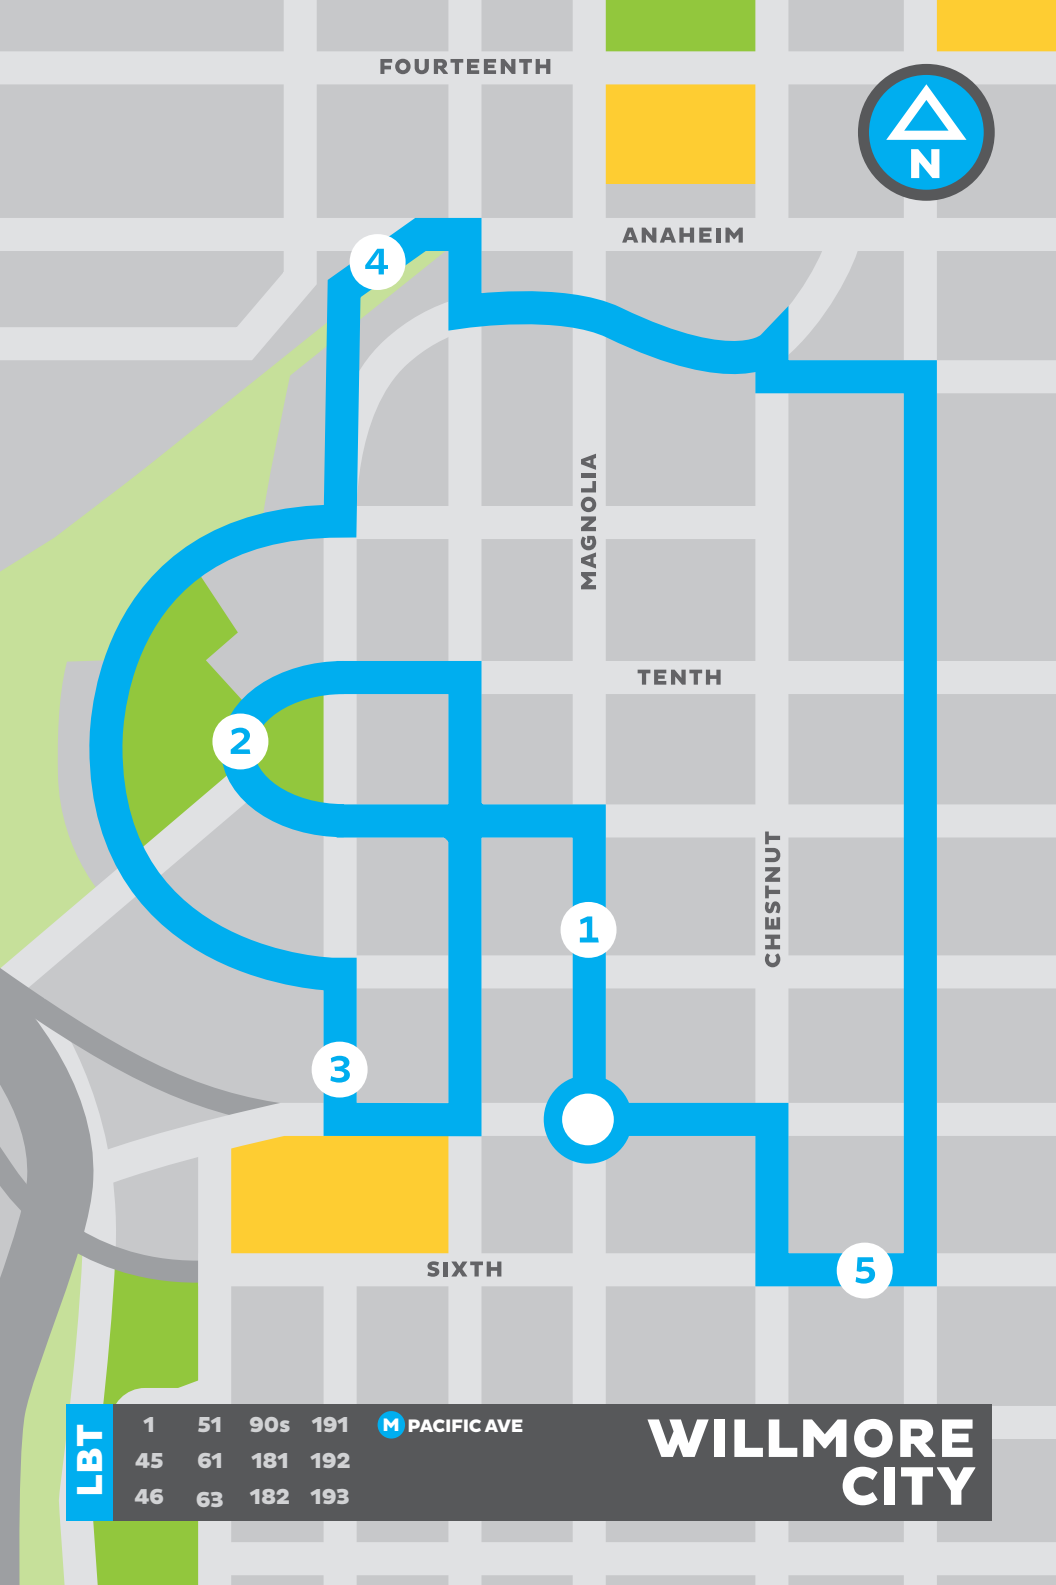 FOURTEENTH
N
ANAHEIM
4
MAGNOLIA
TENTH
2
CHESTNUT
1
3
SIXTH
5
LBT
1 51 90s 191
45 61 181 192
46 63 182 193
M PACIFIC AVE
WILLMORE
CITY